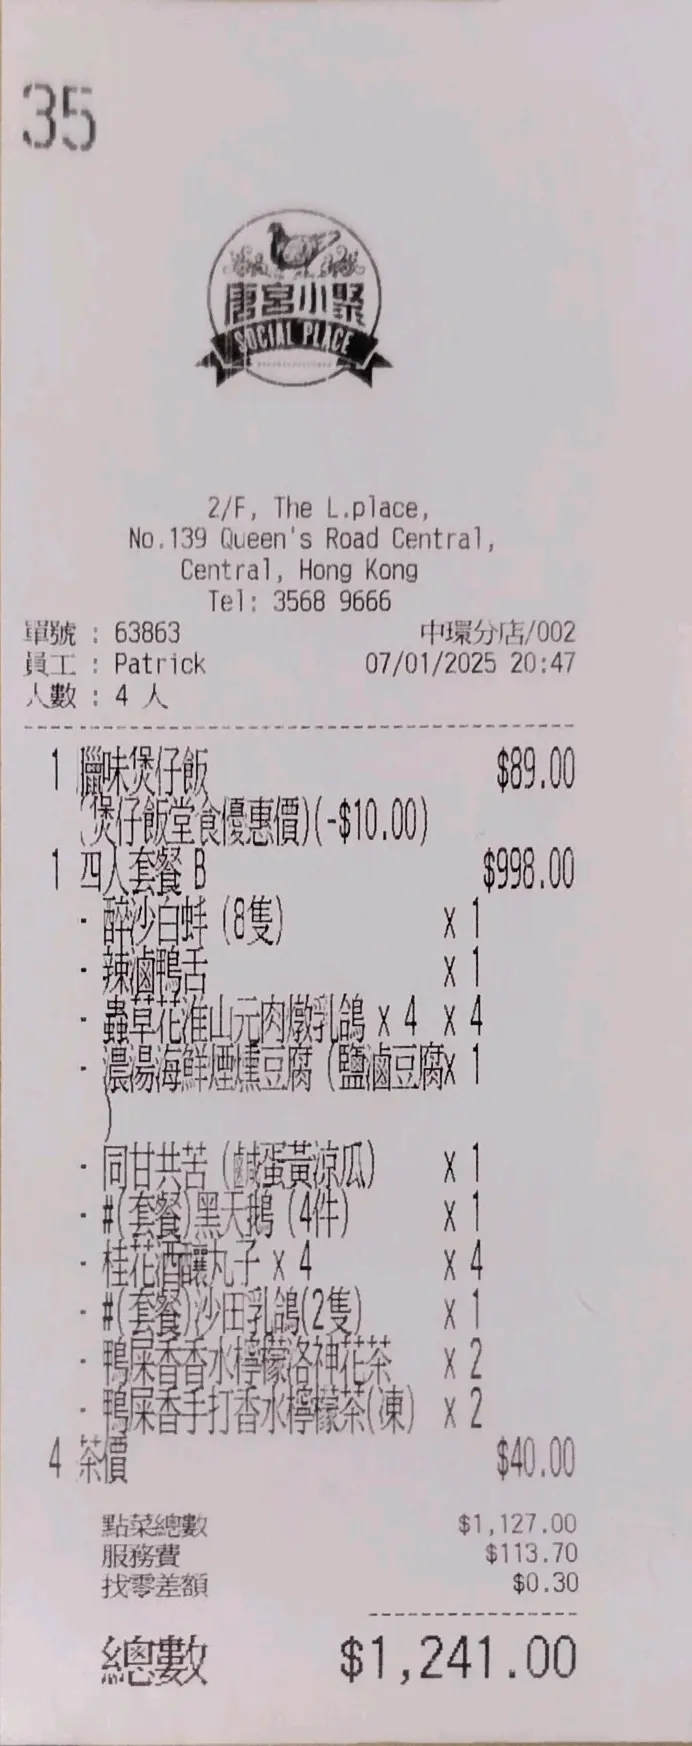 35
唐宮小聚
SOCIAL PLACE
2/F, The L.place,
No.139 Queen's Road Central,
Central, Hong Kong
Tel: 3568 9666
單號 : 63863 中環分店/002
員工 : Patrick 07/01/2025 20:47
人數 : 4 人
1 臘味煲仔飯 $89.00
(煲仔飯堂食優惠價)(-$10.00)
1 四人套餐 B $998.00
- 醉沙白蚌 (8隻) x 1
- 辣滷鴨舌 x 1
- 蟲草花淮山元肉燉乳鴿 x 4 x 4
- 濃湯海鮮煙燻豆腐 (鹽滷豆腐x 1
)
- 同甘共苦 (鹹蛋黃涼瓜) x 1
- #(套餐)黑天鵝 (4件) x 1
- 桂花酒釀丸子 x 4 x 4
- #(套餐)沙田乳鴿(2隻) x 1
- 鴨屎香香水檸檬洛神花茶 x 2
- 鴨屎香手打香水檸檬茶(凍) x 2
4 茶價 $40.00
點菜總數 $1,127.00
服務費 $113.70
找零差額 $0.30
總數 $1,241.00